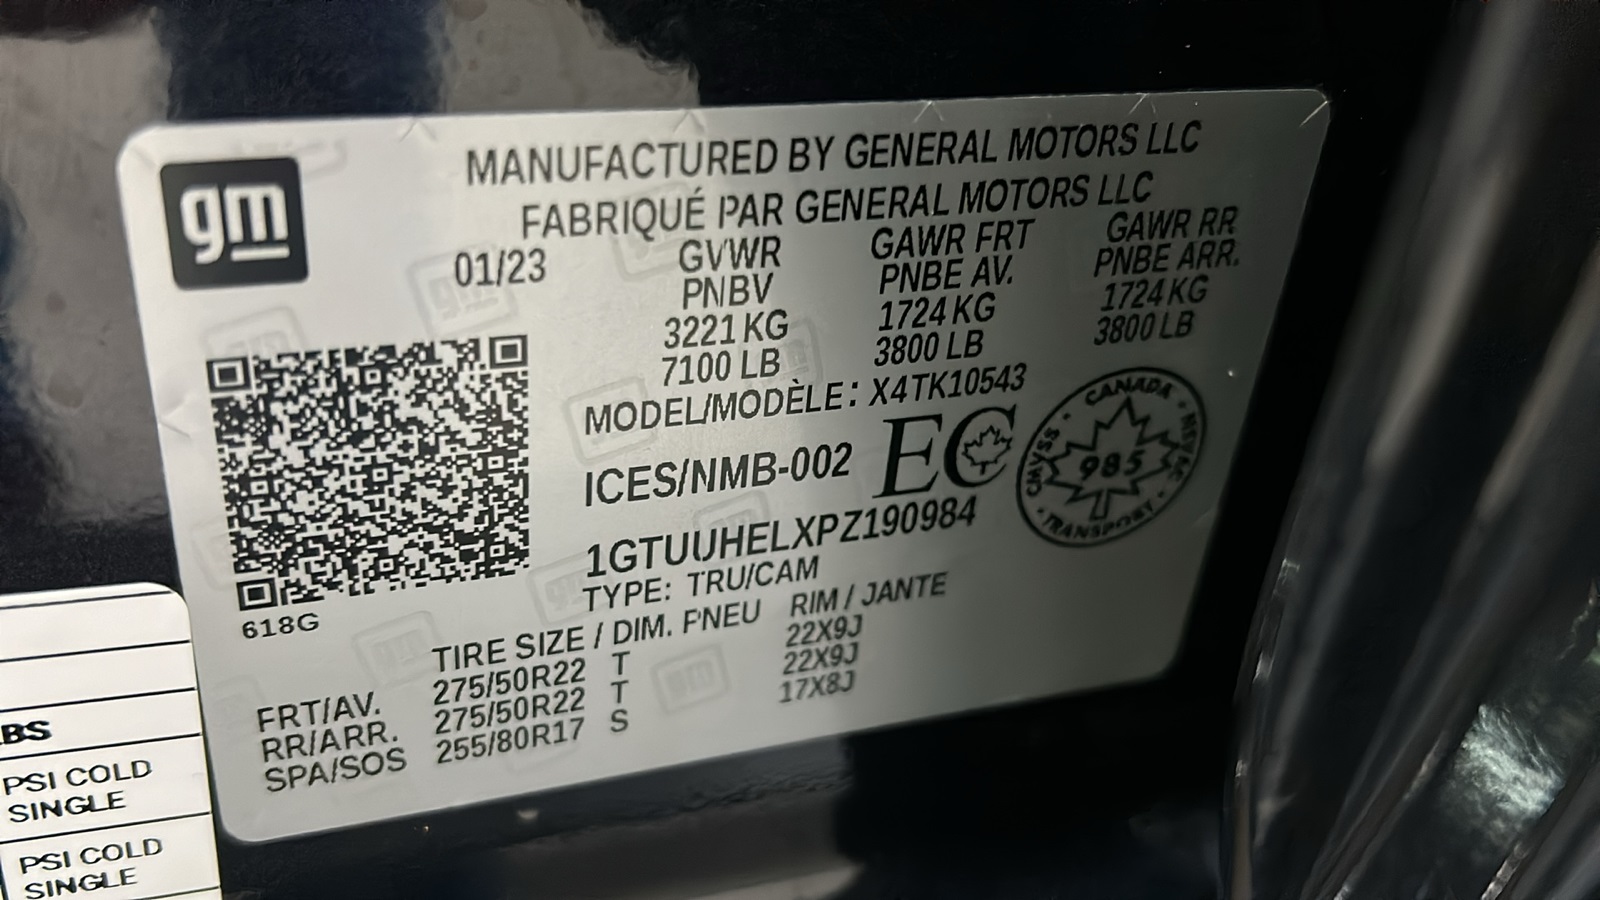 gm
MANUFACTURED BY GENERAL MOTORS LLC
FABRIQUÉ PAR GENERAL MOTORS LLC
01/23 GVWR GAWR FRT GAWR RR
PNBV PNBE AV. PNBE ARR.
3221 KG 1724 KG 1724 KG
7100 LB 3800 LB 3800 LB
MODEL/MODÈLE: X4TK10543
ICES/NMB-002 EC
CANADA
CMVSS 985 NSVAC
TRANSPORT
1GTUUHELXPZ190984
TYPE: TRU/CAM
618G
TIRE SIZE / DIM. PNEU RIM / JANTE
FRT/AV. 275/50R22 T 22X9J
RR/ARR. 275/50R22 T 22X9J
SPA/SOS 255/80R17 S 17X8J
BS
PSI COLD
SINGLE
PSI COLD
SINGLE